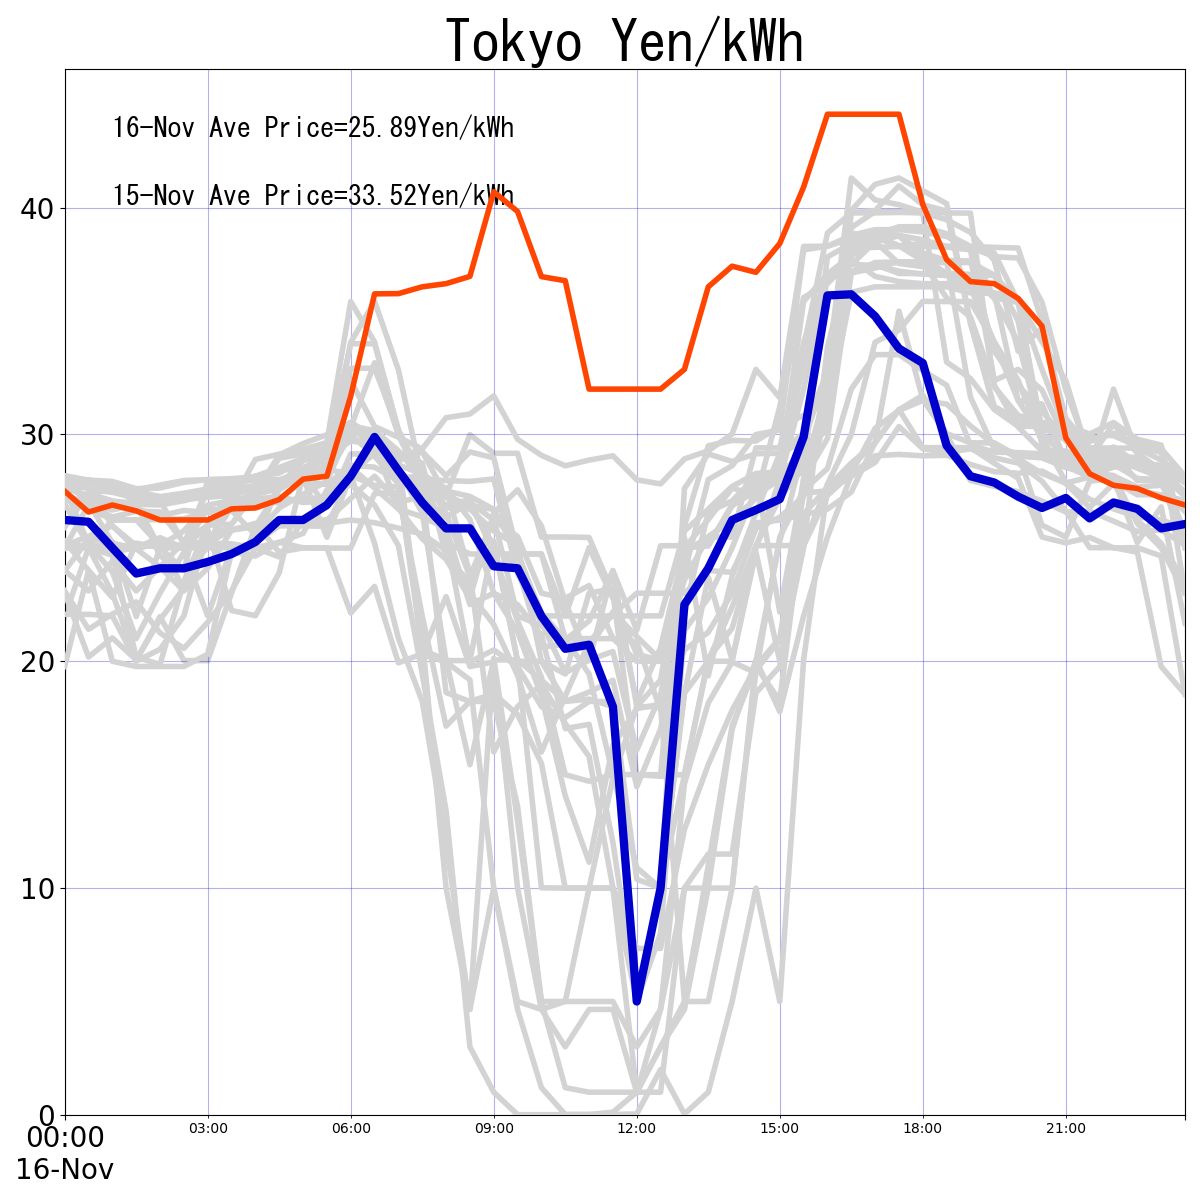 Tokyo Yen/kWh
16-Nov Ave Price=25.89Yen/kWh
15-Nov Ave Price=33.52Yen/kWh
40
30
20
10
0
00:00 03:00 06:00 09:00 12:00 15:00 18:00 21:00
16-Nov